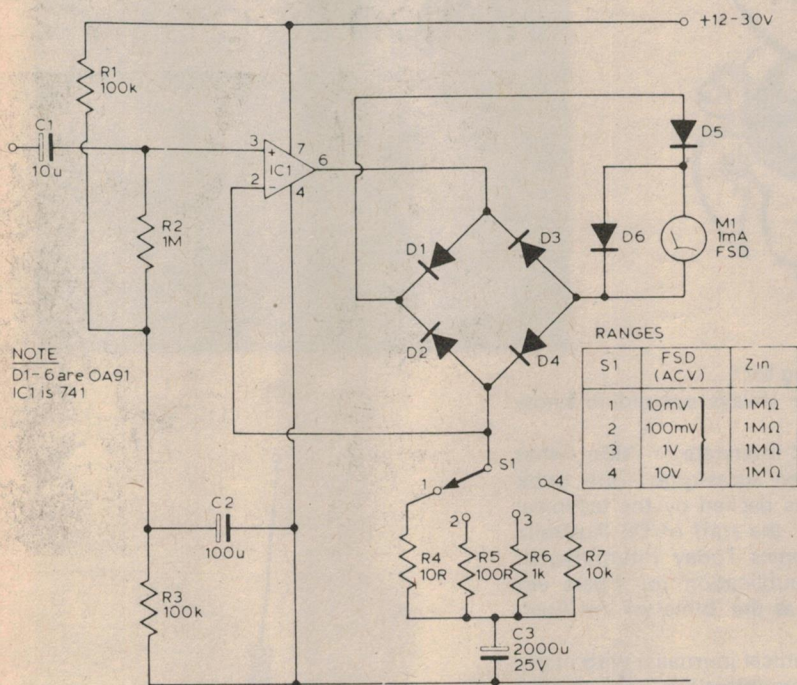 +12-30V
R1
100k
C1
10u
R2
1M
3
+
7
IC1
6
2
-
4
D5
D6
M1
1mA
FSD
D1
D3
D2
D4
NOTE
D1-6 are OA91
IC1 is 741
RANGES
S1 FSD (ACV) Zin
1 10mV 1MΩ
2 100mV 1MΩ
3 1V 1MΩ
4 10V 1MΩ
S1
1
2
3
4
R4
10R
R5
100R
R6
1k
R7
10k
C2
100u
R3
100k
C3
2000u
25V